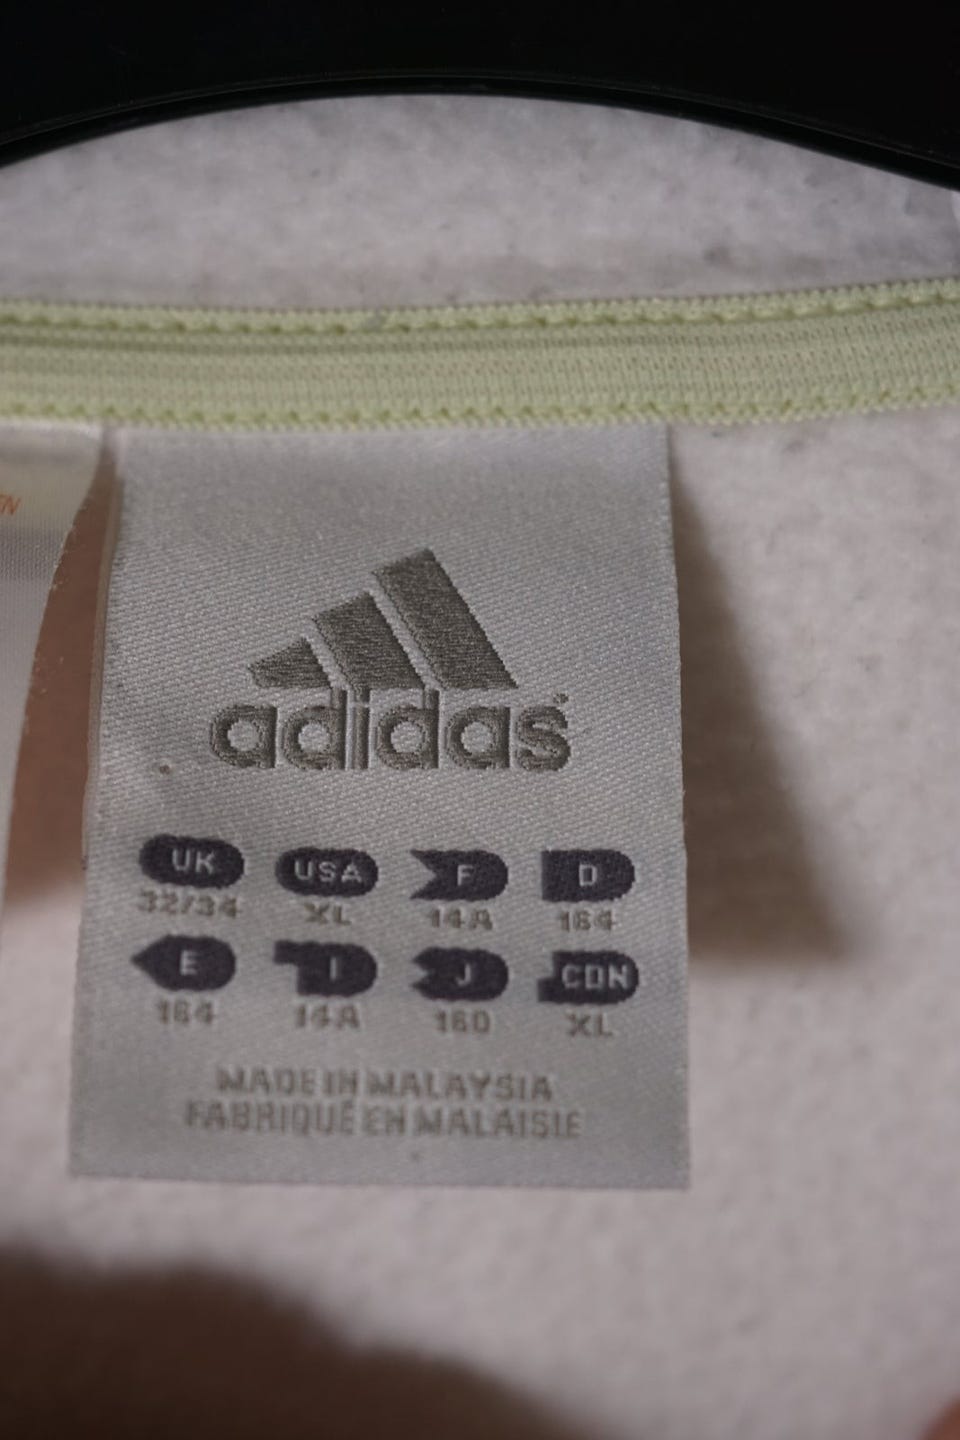 adidas
UK USA F D
32/34 XL 14A 164
E I J CDN
164 14A 160 XL
MADE IN MALAYSIA
FABRIQUÉ EN MALAISIE